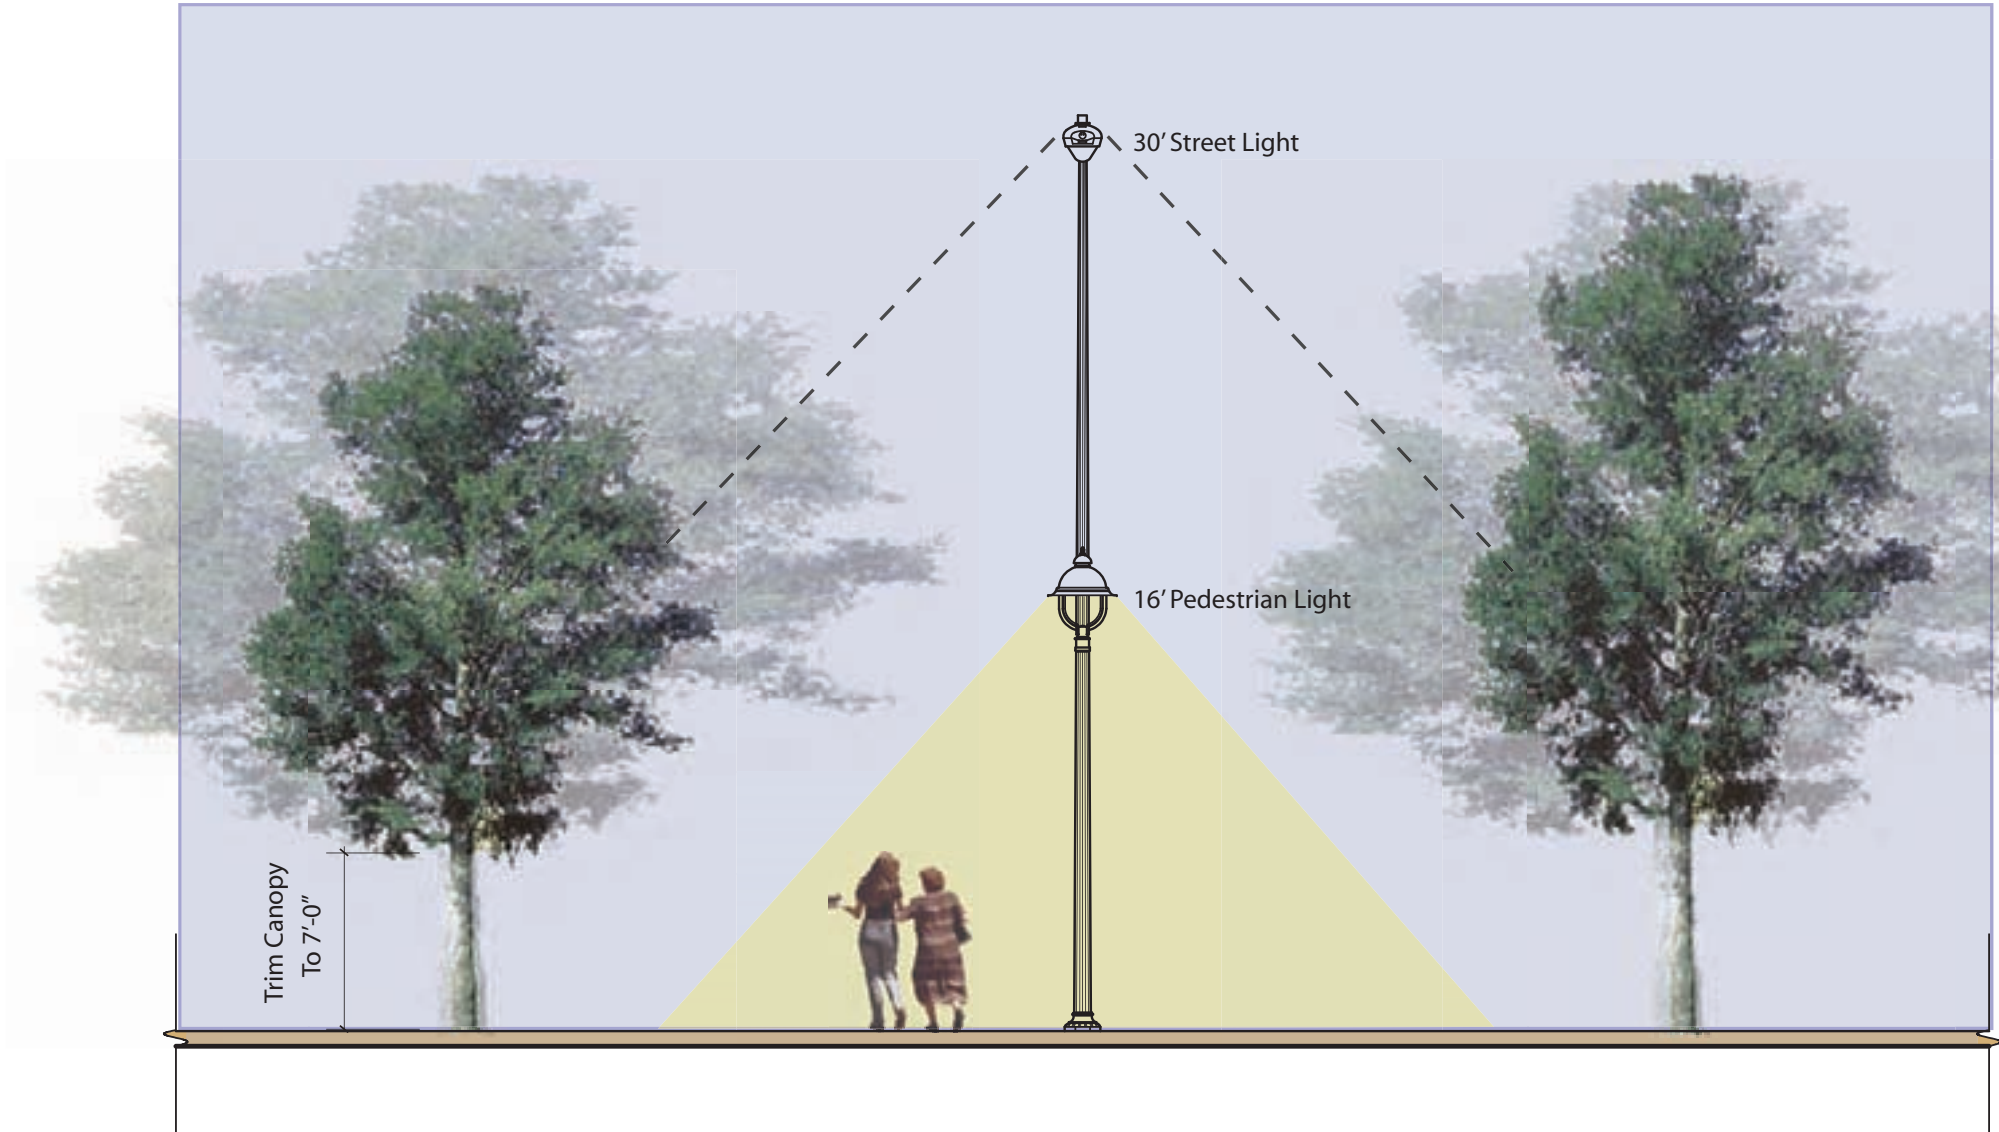 30’ Street Light
16’ Pedestrian Light
Trim Canopy
To 7’-0”